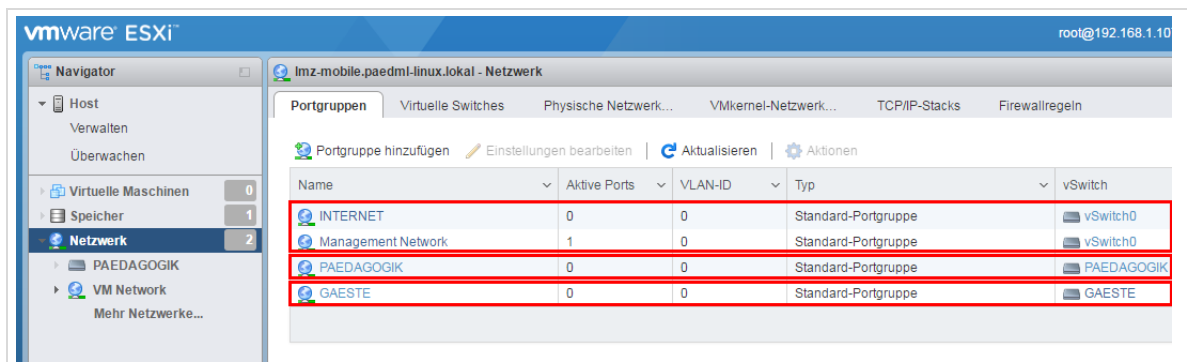 vmware ESXi™
root@192.168.1.10
Navigator
Host
Verwalten
Überwachen
Virtuelle Maschinen 0
Speicher 1
Netzwerk 2
PAEDAGOGIK
VM Network
Mehr Netzwerke...
lmz-mobile.paedml-linux.lokal - Netzwerk
Portgruppen Virtuelle Switches Physische Netzwerk... VMkernel-Netzwerk... TCP/IP-Stacks Firewallregeln
Portgruppe hinzufügen Einstellungen bearbeiten | Aktualisieren | Aktionen
Name Aktive Ports VLAN-ID Typ vSwitch
INTERNET 0 0 Standard-Portgruppe vSwitch0
Management Network 1 0 Standard-Portgruppe vSwitch0
PAEDAGOGIK 0 0 Standard-Portgruppe PAEDAGOGIK
GAESTE 0 0 Standard-Portgruppe GAESTE